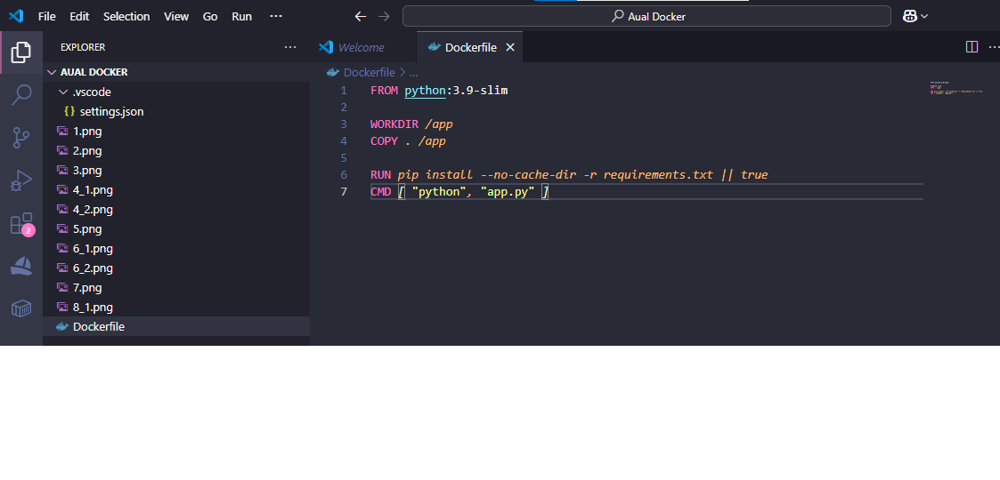 File Edit Selection View Go Run ···
Aual Docker
EXPLORER ···
AUAL DOCKER
.vscode
{} settings.json
1.png
2.png
3.png
4_1.png
4_2.png
5.png
6_1.png
6_2.png
7.png
8_1.png
Dockerfile
2
Welcome
Dockerfile ×
Dockerfile > ...
1 FROM python:3.9-slim
2
3 WORKDIR /app
4 COPY . /app
5
6 RUN pip install --no-cache-dir -r requirements.txt || true
7 CMD [ "python", "app.py" ]